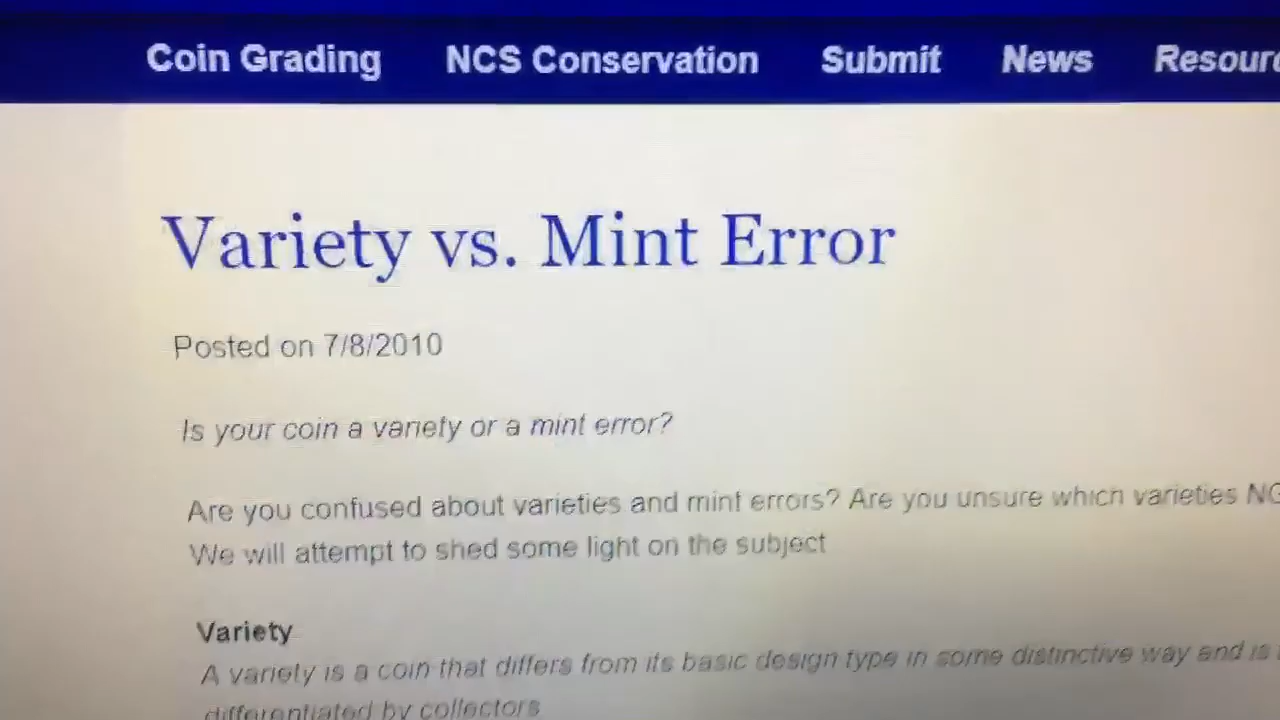 Coin Grading NCS Conservation Submit News
Variety vs. Mint Error
Posted on 7/8/2010
Is your coin a variety or a mint error?
Are you confused about varieties and mint errors? Are you unsure which varieties
We will attempt to shed some light on the subject
Variety
A variety is a coin that differs from its basic design type in some distinctive way and is
differentiated by collectors